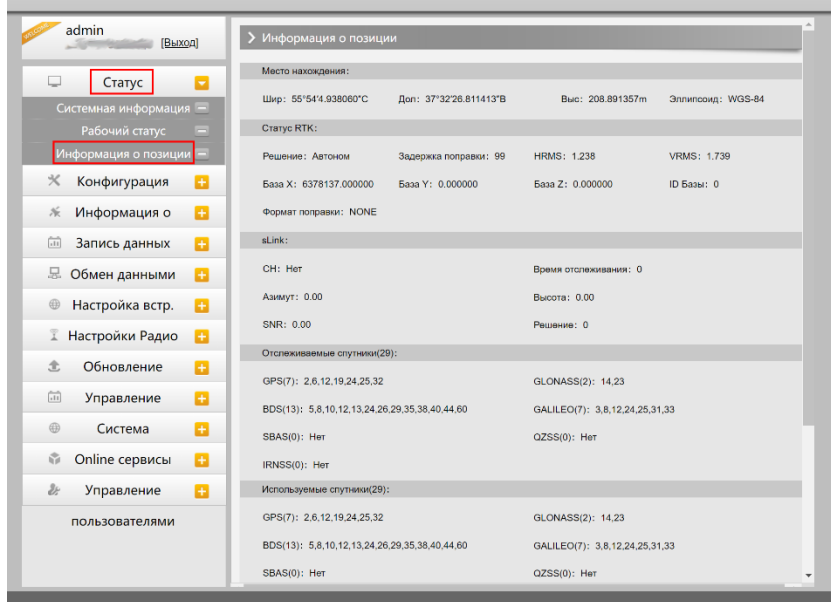 WELCOME
admin
[Выход]
Статус
Системная информация
Рабочий статус
Информация о позиции
Конфигурация
Информация о
Запись данных
Обмен данными
Настройка встр.
Настройки Радио
Обновление
Управление
Система
Online сервисы
Управление
пользователями
Информация о позиции
Место нахождения:
Шир: 55°54'4.938060"С Доп: 37°32'26.811413"В Выс: 208.891357m Эллипсоид: WGS-84
Статус RTK:
Решение: Автоном Задержка поправки: 99 HRMS: 1.238 VRMS: 1.739
База X: 6378137.000000 База Y: 0.000000 База Z: 0.000000 ID Базы: 0
Формат поправки: NONE
sLink:
CH: Нет Время отслеживания: 0
Азимут: 0.00 Высота: 0.00
SNR: 0.00 Решение: 0
Отслеживаемые спутники(29):
GPS(7): 2,6,12,19,24,25,32 GLONASS(2): 14,23
BDS(13): 5,8,10,12,13,24,26,29,35,38,40,44,60 GALILEO(7): 3,8,12,24,25,31,33
SBAS(0): Нет QZSS(0): Нет
IRNSS(0): Нет
Используемые спутники(29):
GPS(7): 2,6,12,19,24,25,32 GLONASS(2): 14,23
BDS(13): 5,8,10,12,13,24,26,29,35,38,40,44,60 GALILEO(7): 3,8,12,24,25,31,33
SBAS(0): Нет QZSS(0): Нет